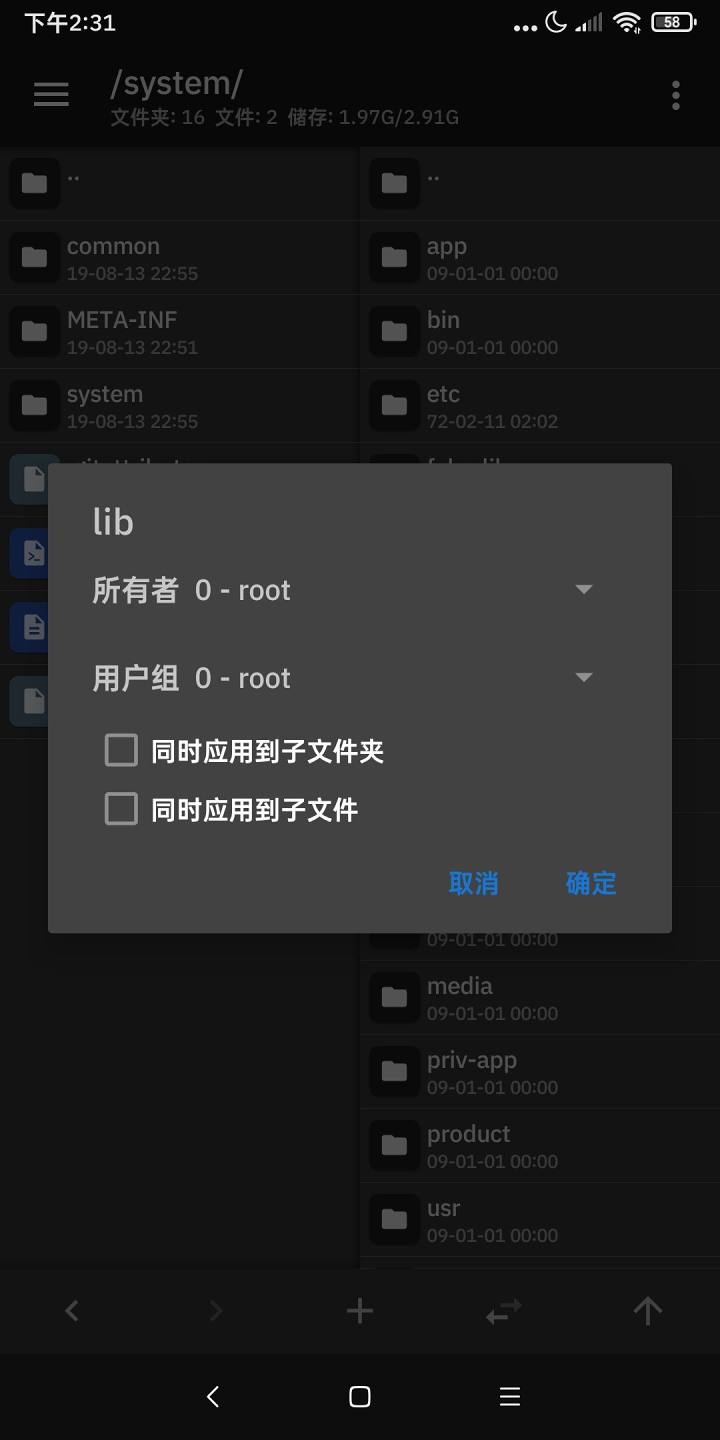 下午2:31
58
/system/
文件夹: 16 文件: 2 储存: 1.97G/2.91G
..
..
common
19-08-13 22:55
app
09-01-01 00:00
META-INF
19-08-13 22:51
bin
09-01-01 00:00
system
19-08-13 22:55
etc
72-02-11 02:02
lib
所有者 0 - root
用户组 0 - root
同时应用到子文件夹
同时应用到子文件
取消 确定
09-01-01 00:00
media
09-01-01 00:00
priv-app
09-01-01 00:00
product
09-01-01 00:00
usr
09-01-01 00:00